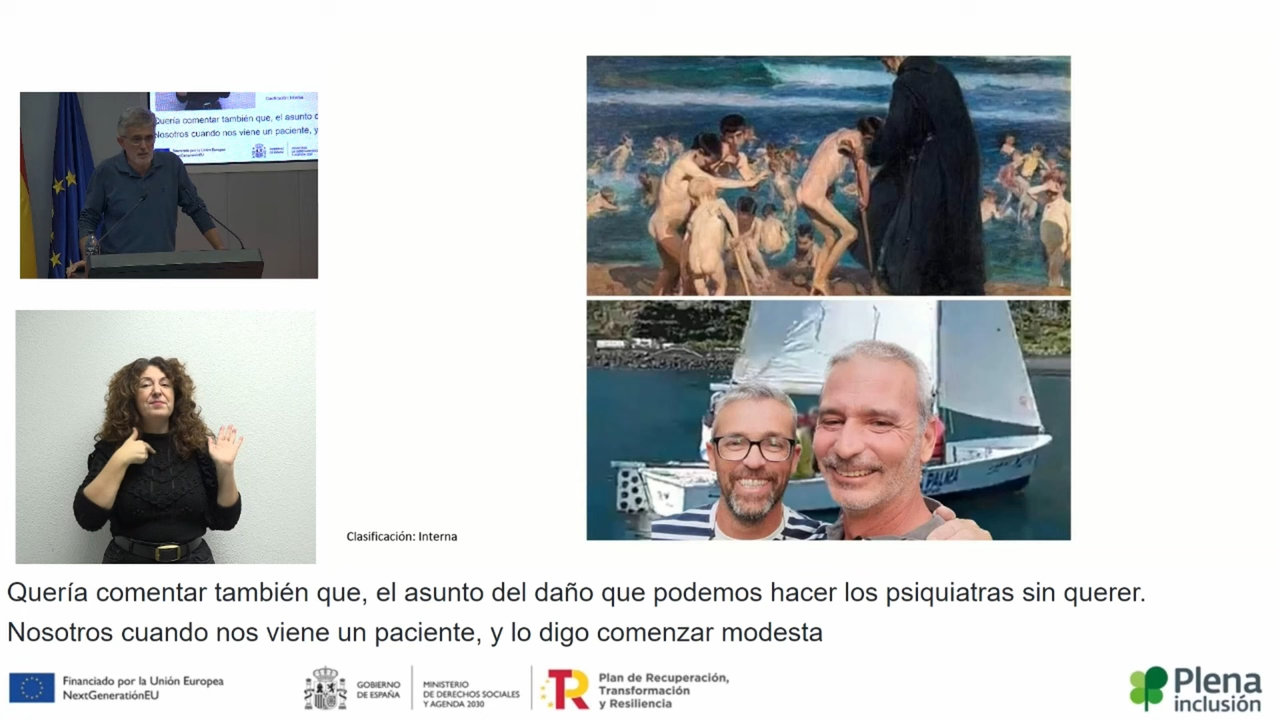 Clasificación: Interna
Quería comentar también que, el asunto d
Nosotros cuando nos viene un paciente, y
Clasificación: Interna
PALMA
Quería comentar también que, el asunto del daño que podemos hacer los psiquiatras sin querer.
Nosotros cuando nos viene un paciente, y lo digo comenzar modesta
Financiado por la Unión Europea
NextGenerationEU
GOBIERNO
DE ESPAÑA
MINISTERIO
DE DERECHOS SOCIALES
Y AGENDA 2030
Plan de Recuperación,
Transformación
y Resiliencia
Plena
inclusión